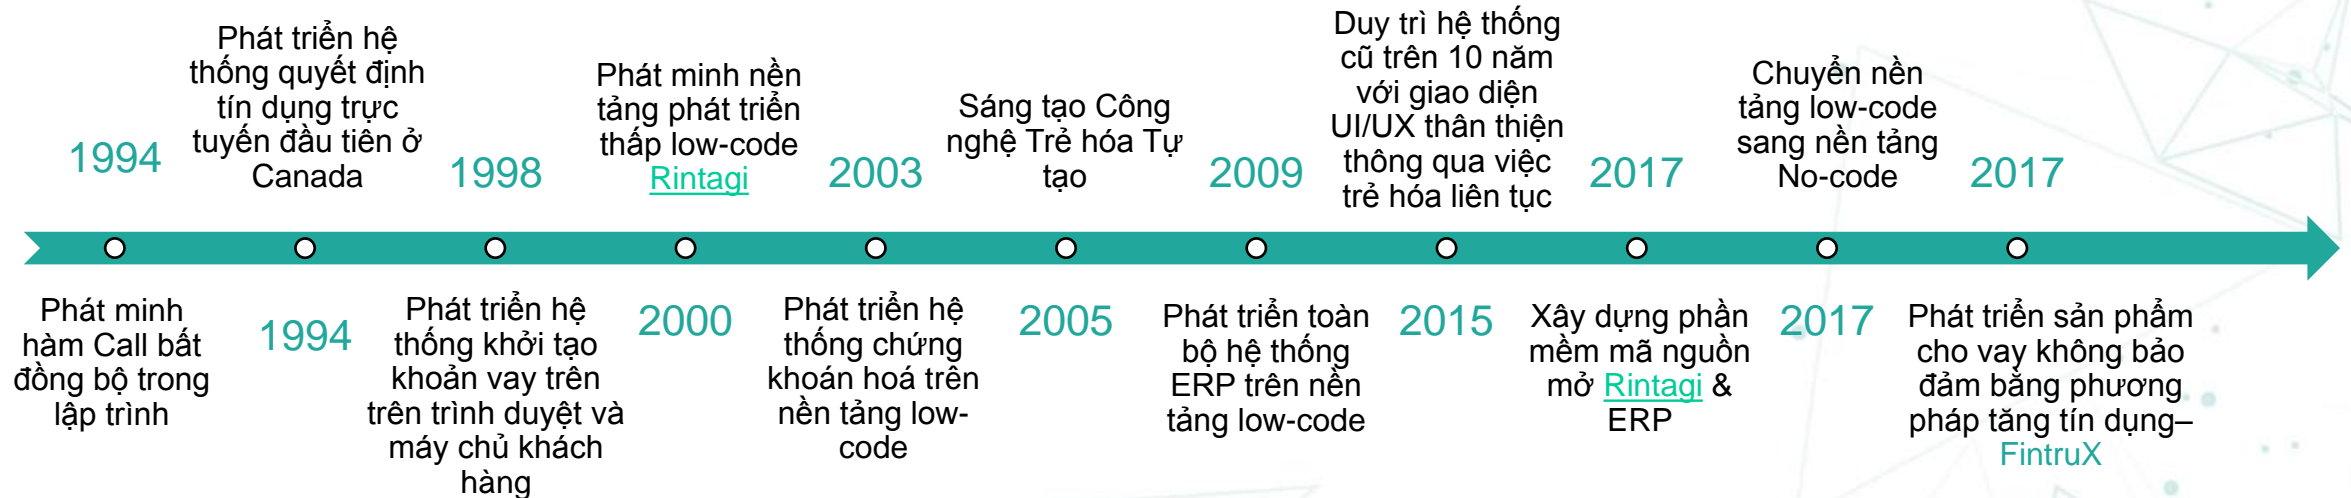 1994
Phát minh
hàm Call bất
đồng bộ trong
lập trình
Phát triển hệ
thống quyết định
tín dụng trực
tuyến đầu tiên ở
Canada
1994
1998
Phát triển hệ
thống khởi tạo
khoản vay trên
trên trình duyệt và
máy chủ khách
hàng
Phát minh nền
tảng phát triển
thấp low-code
Rintagi
2000
2003
Phát triển hệ
thống chứng
khoán hoá trên
nền tảng low-
code
Sáng tạo Công
nghệ Trẻ hóa Tự
tạo
2005
2009
Phát triển toàn
bộ hệ thống
ERP trên nền
tảng low-code
Duy trì hệ thống
cũ trên 10 năm
với giao diện
UI/UX thân thiện
thông qua việc
trẻ hóa liên tục
2015
2017
Xây dựng phần
mềm mã nguồn
mở Rintagi &
ERP
Chuyển nền
tảng low-code
sang nền tảng
No-code
2017
2017
Phát triển sản phẩm
cho vay không bảo
đảm bằng phương
pháp tăng tín dụng–
FintruX